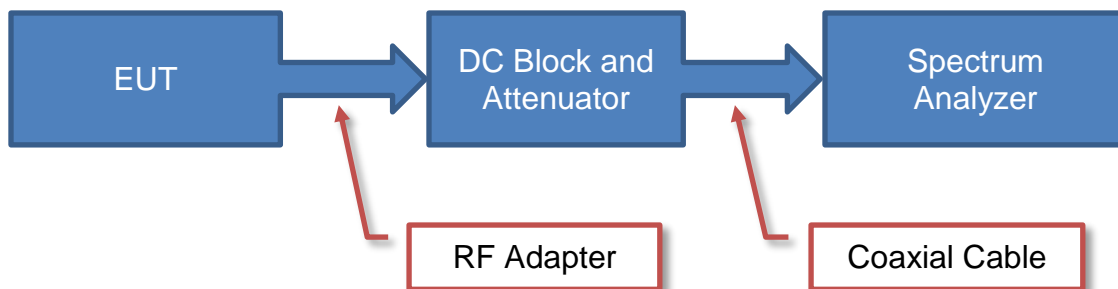 EUT
DC Block and
Attenuator
Spectrum
Analyzer
RF Adapter
Coaxial Cable